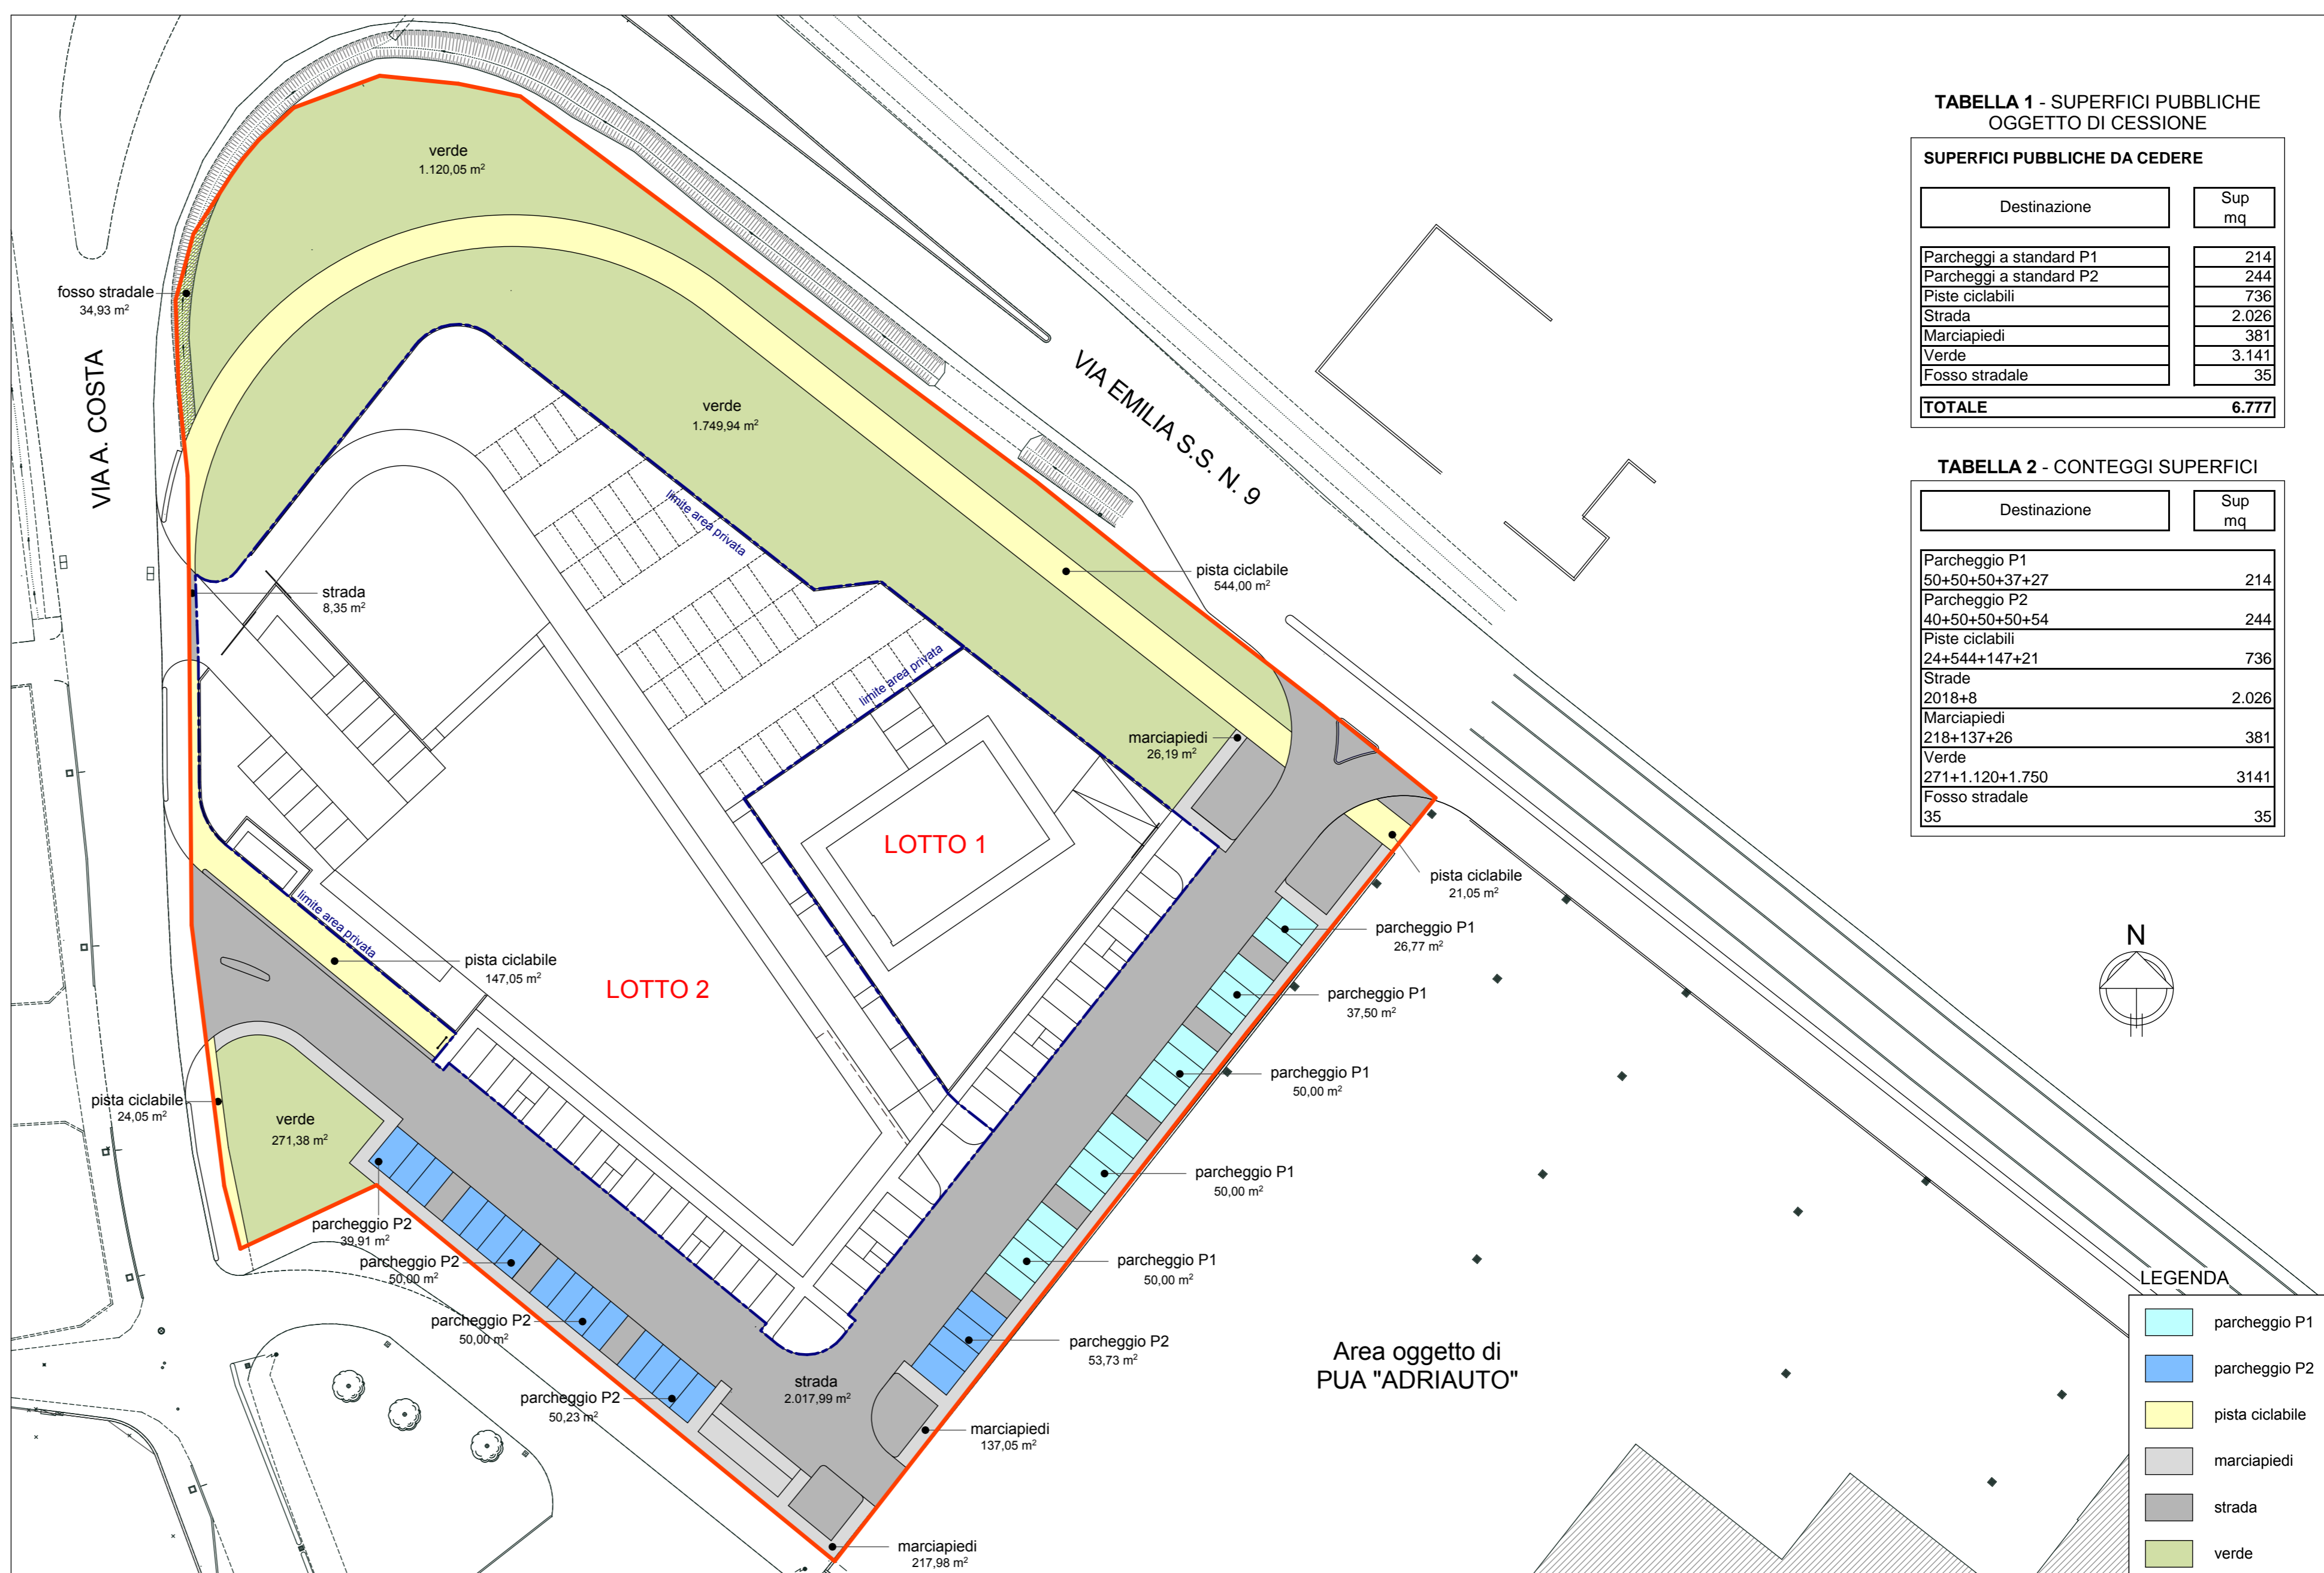 TABELLA 1 - SUPERFICI PUBBLICHE
OGGETTO DI CESSIONE
SUPERFICI PUBBLICHE DA CEDERE
Destinazione
Sup
mq
Parcheggi a standard P1 214
Parcheggi a standard P2 244
Piste ciclabili 736
Strada 2.026
Marciapiedi 381
Verde 3.141
Fosso stradale 35
TOTALE 6.777
TABELLA 2 - CONTEGGI SUPERFICI
Destinazione
Sup
mq
Parcheggio P1
50+50+50+37+27 214
Parcheggio P2
40+50+50+50+54 244
Piste ciclabili
24+544+147+21 736
Strade
2018+8 2.026
Marciapiedi
218+137+26 381
Verde
271+1.120+1.750 3141
Fosso stradale
35 35
verde
1.120,05 m²
fosso stradale
34,93 m²
VIA A. COSTA
VIA EMILIA S.S. N. 9
verde
1.749,94 m²
limite area privata
pista ciclabile
544,00 m²
strada
8,35 m²
limite area privata
marciapiedi
26,19 m²
LOTTO 1
pista ciclabile
21,05 m²
limite area privata
parcheggio P1
26,77 m²
pista ciclabile
147,05 m²
LOTTO 2
parcheggio P1
37,50 m²
N
parcheggio P1
50,00 m²
pista ciclabile
24,05 m²
verde
271,38 m²
parcheggio P1
50,00 m²
parcheggio P2
39,91 m²
parcheggio P2
50,00 m²
parcheggio P1
50,00 m²
parcheggio P2
50,00 m²
parcheggio P2
53,73 m²
Area oggetto di
PUA "ADRIAUTO"
strada
2.017,99 m²
parcheggio P2
50,23 m²
marciapiedi
137,05 m²
marciapiedi
217,98 m²
LEGENDA
parcheggio P1
parcheggio P2
pista ciclabile
marciapiedi
strada
verde